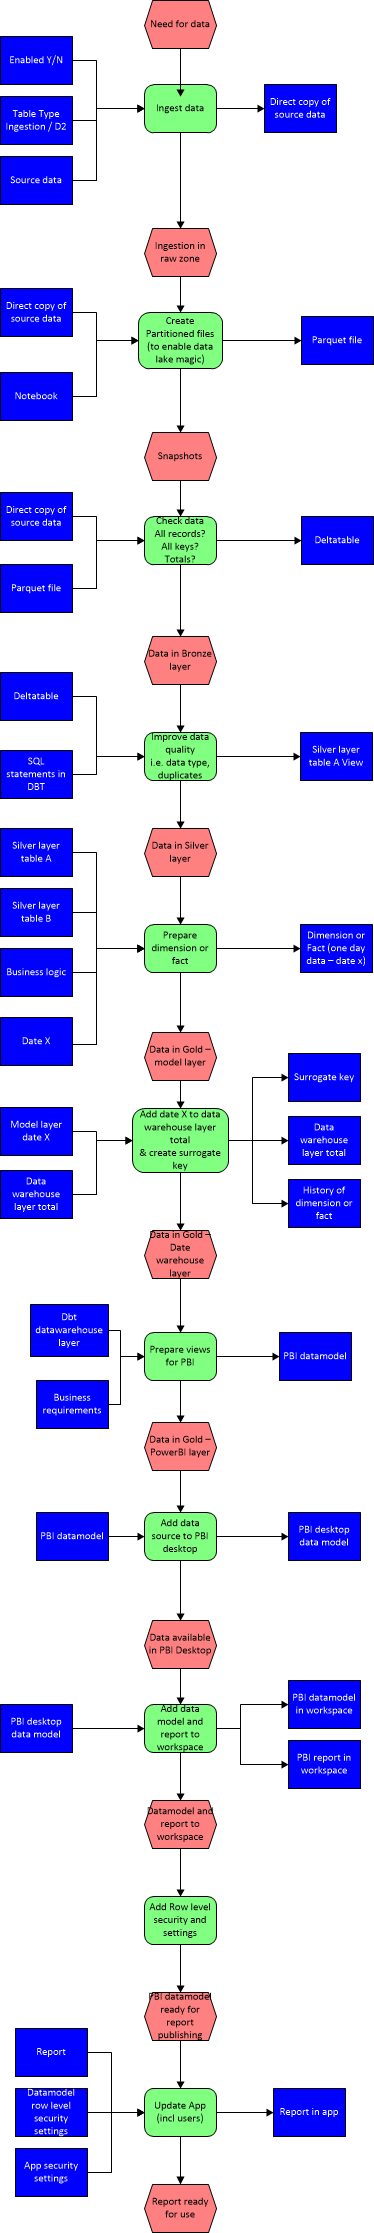 Need for data
Enabled Y/N
Table Type
Ingestion / D2
Source data
Ingest data
Direct copy of
source data
Ingestion in
raw zone
Direct copy of
source data
Notebook
Create
Partitioned files
(to enable data
lake magic)
Parquet file
Snapshots
Direct copy of
source data
Parquet file
Check data
All records?
All keys?
Totals?
Deltatable
Data in Bronze
layer
Deltatable
SQL
statements in
DBT
Improve data
quality
i.e. data type,
duplicates
Silver layer
table A View
Data in Silver
layer
Silver layer
table A
Silver layer
table B
Business logic
Date X
Prepare
dimension or
fact
Dimension or
Fact (one day
data – date x)
Data in Gold –
model layer
Model layer
date X
Data
warehouse
layer total
Add date X to data
warehouse layer
total
& create surrogate
key
Surrogate key
Data
warehouse
layer total
History of
dimension or
fact
Data in Gold –
Date
warehouse
layer
Dbt
datawarehouse
layer
Business
requirements
Prepare views
for PBI
PBI datamodel
Data in Gold –
PowerBI layer
PBI datamodel
Add data
source to PBI
desktop
PBI desktop
data model
Data available
in PBI Desktop
PBI desktop
data model
Add data
model and
report to
workspace
PBI datamodel
in workspace
PBI report in
workspace
Datamodel and
report to
workspace
Add Row level
security and
settings
PBI datamodel
ready for
report
publishing
Report
Datamodel
row level
security
settings
App security
settings
Update App
(incl users)
Report in app
Report ready
for use